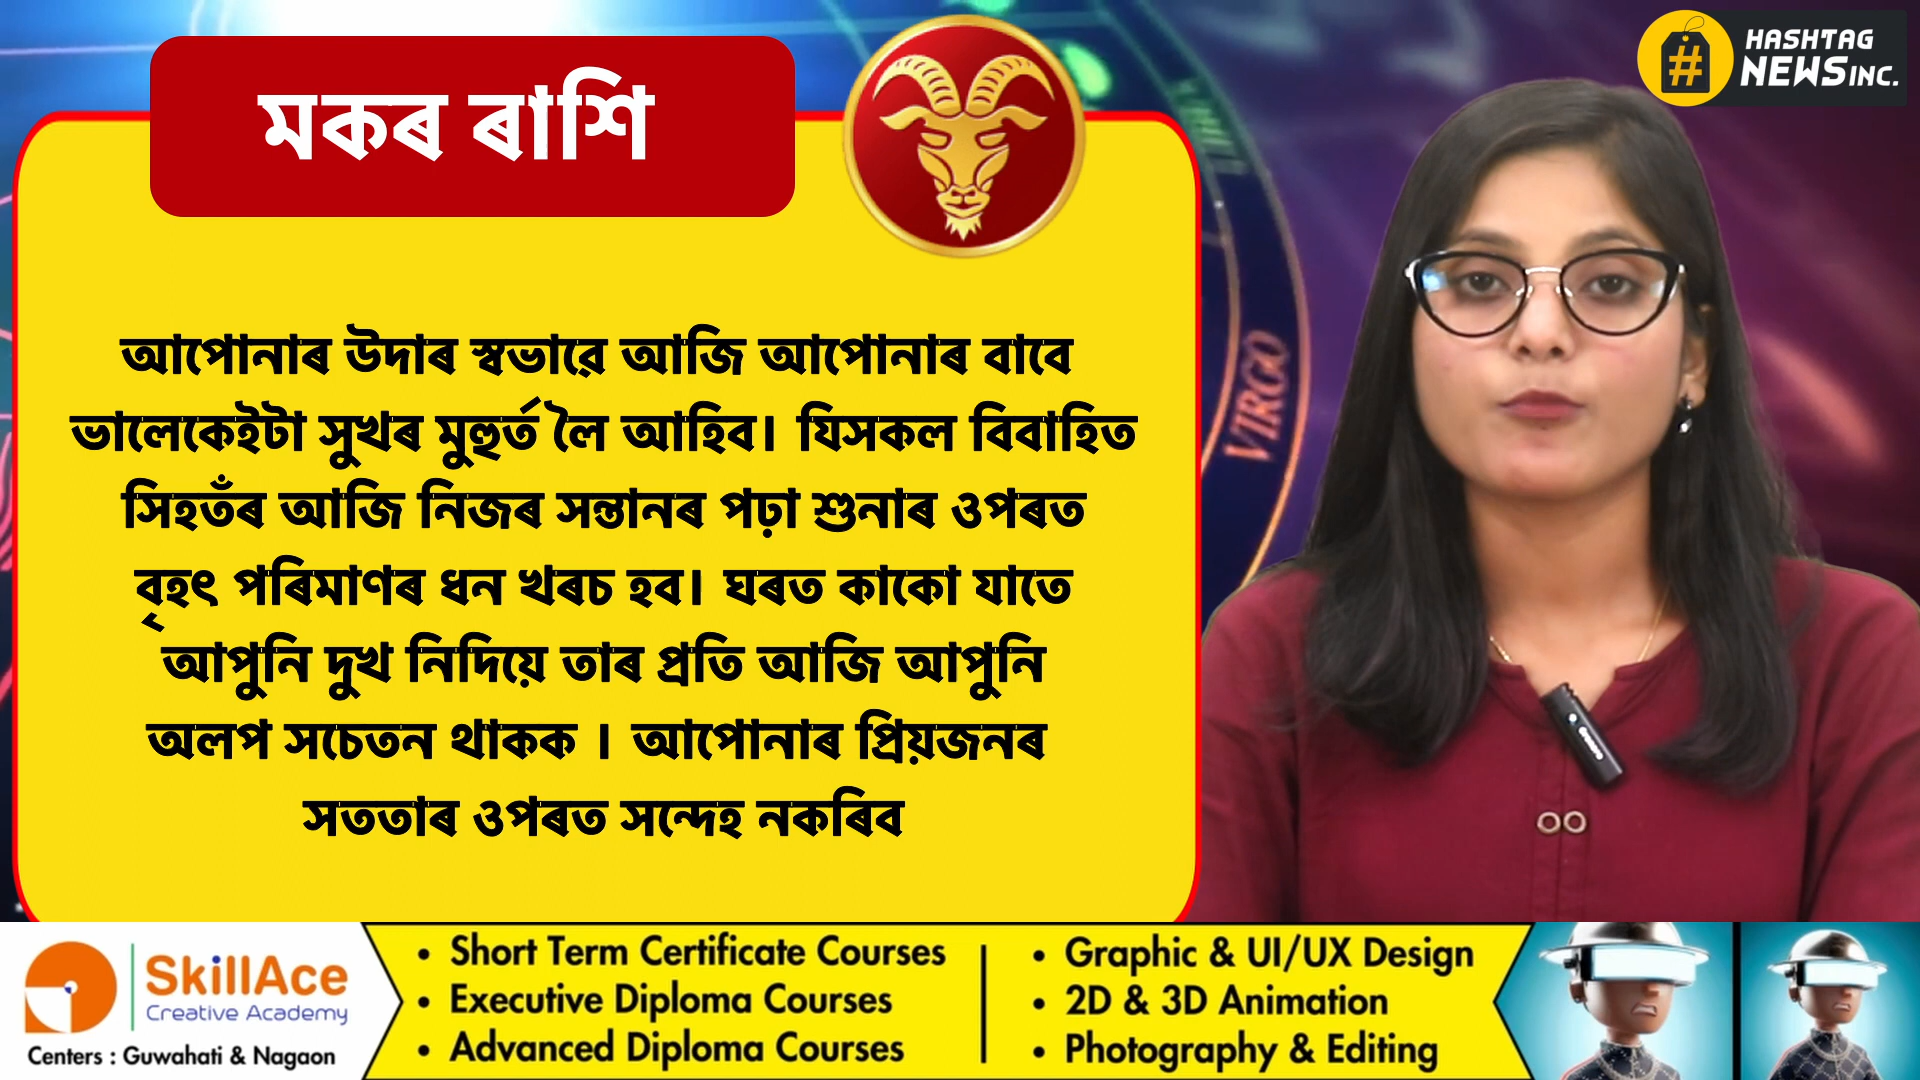 মকৰ ৰাশি
HASHTAG
NEWS INC.
#
আপোনাৰ উদাৰ স্বভাৱে আজি আপোনাৰ বাবে
ভালেকেইটা সুখৰ মুহুৰ্ত লৈ আহিব। যিসকল বিবাহিত
সিহতঁৰ আজি নিজৰ সন্তানৰ পঢ়া শুনাৰ ওপৰত
বৃহৎ পৰিমাণৰ ধন খৰচ হব। ঘৰত কাকো যাতে
আপুনি দুখ নিদিয়ে তাৰ প্ৰতি আজি আপুনি
অলপ সচেতন থাকক । আপোনাৰ প্ৰিয়জনৰ
সততাৰ ওপৰত সন্দেহ নকৰিব
VIRGO
SkillAce
Creative Academy
Centers : Guwahati & Nagaon
• Short Term Certificate Courses
• Executive Diploma Courses
• Advanced Diploma Courses
• Graphic & UI/UX Design
• 2D & 3D Animation
• Photography & Editing